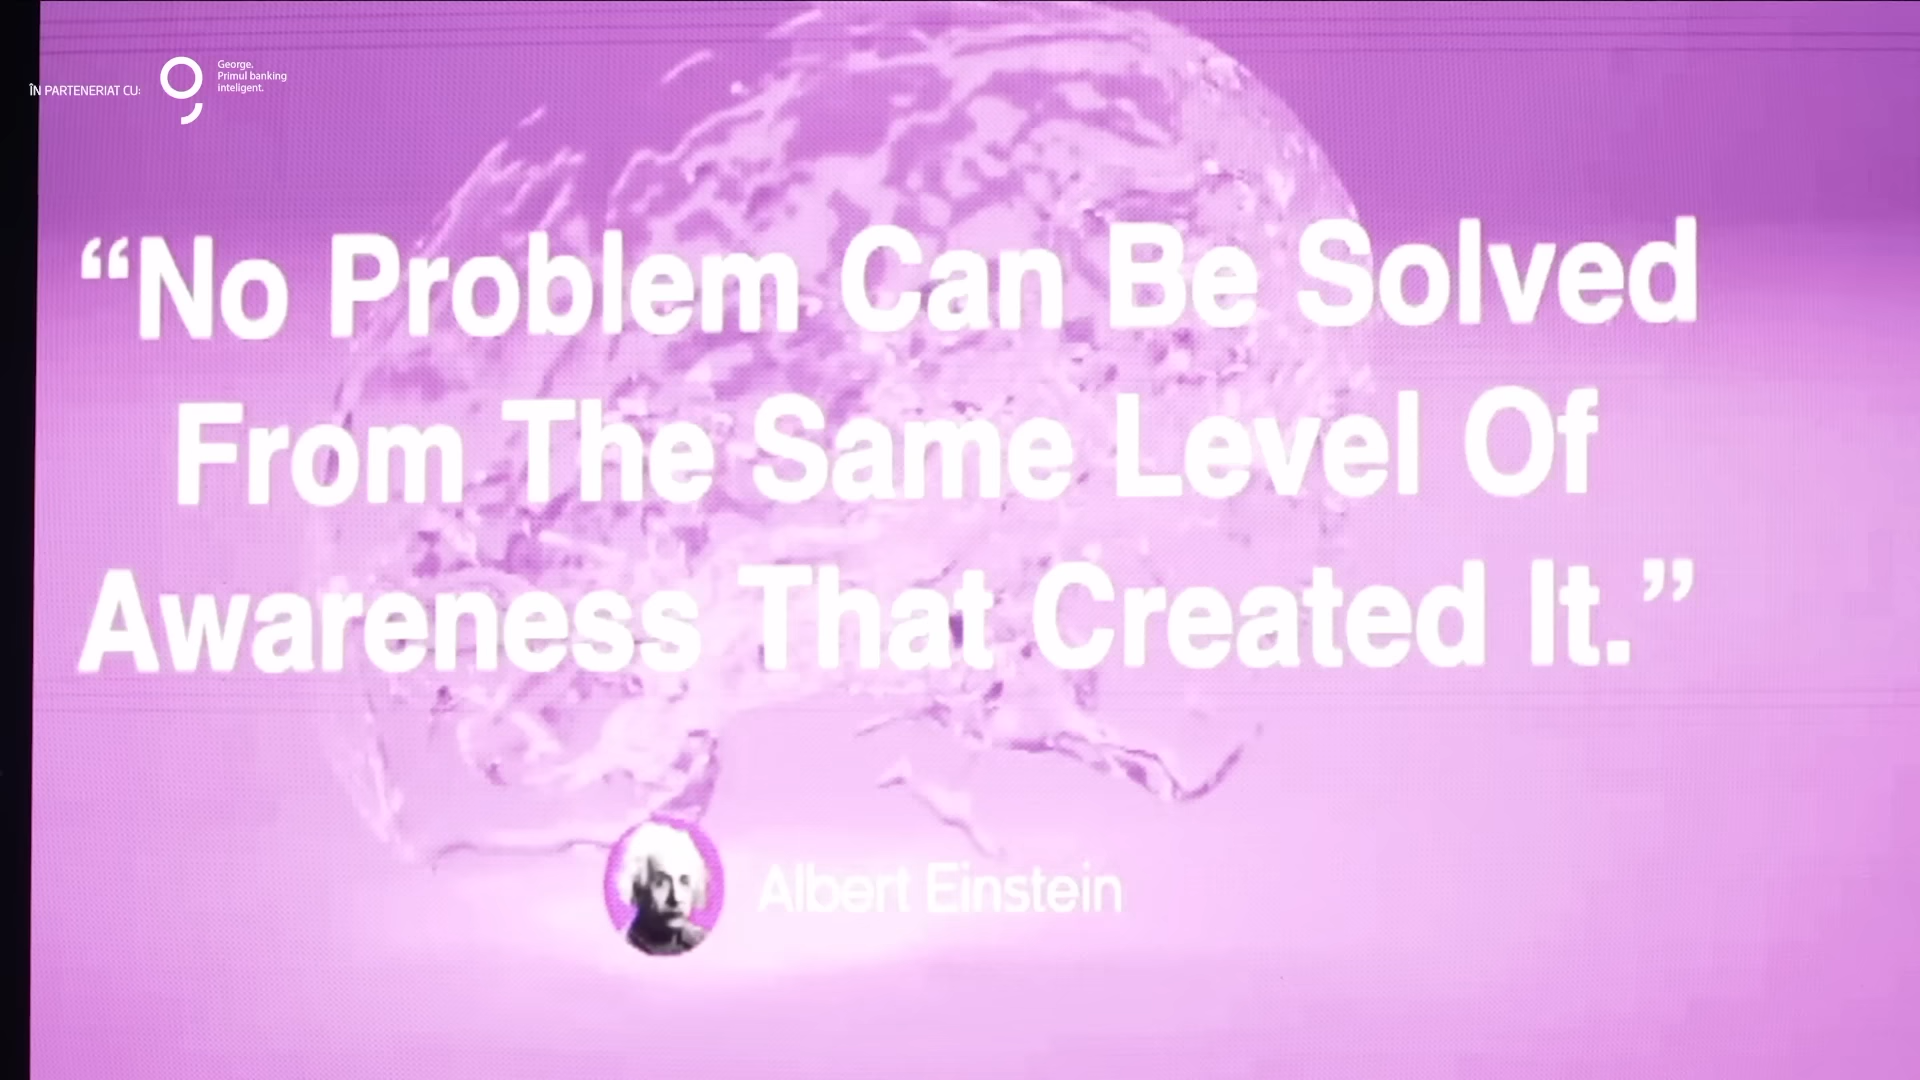 ÎN PARTENERIAT CU:
George.
Primul banking
inteligent.
“No Problem Can Be Solved
From The Same Level Of
Awareness That Created It.”
Albert Einstein